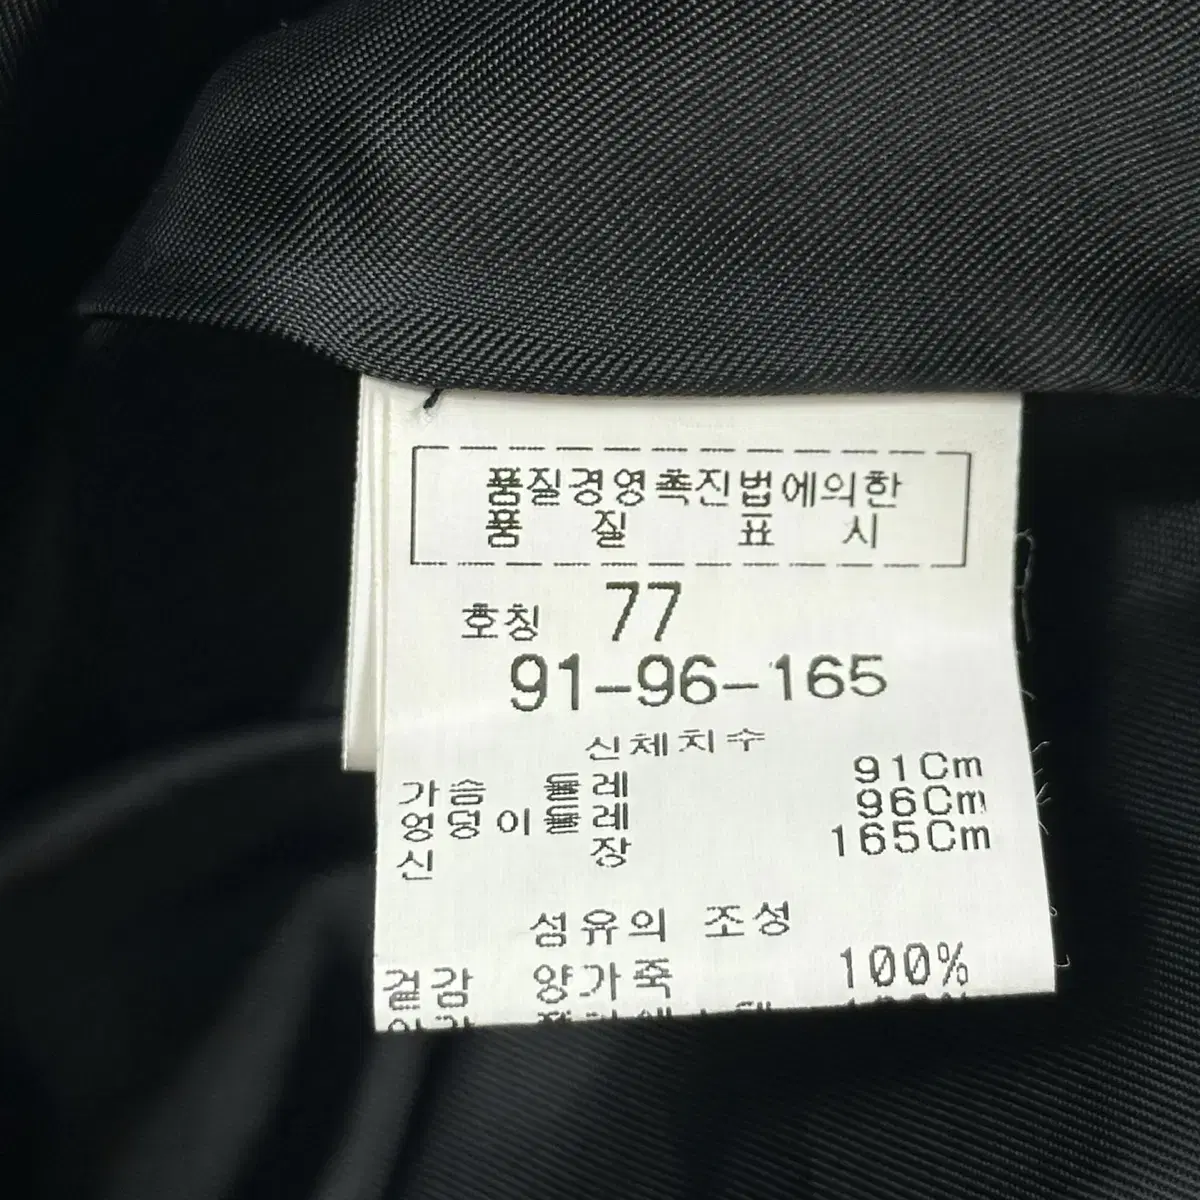 품질경영촉진법에의한
품 질 표 시
호칭 77
91-96-165
신체치수
가슴 둘레 91Cm
엉덩이둘레 96Cm
신 장 165Cm
섬유의 조성
겉감 양가죽 100%